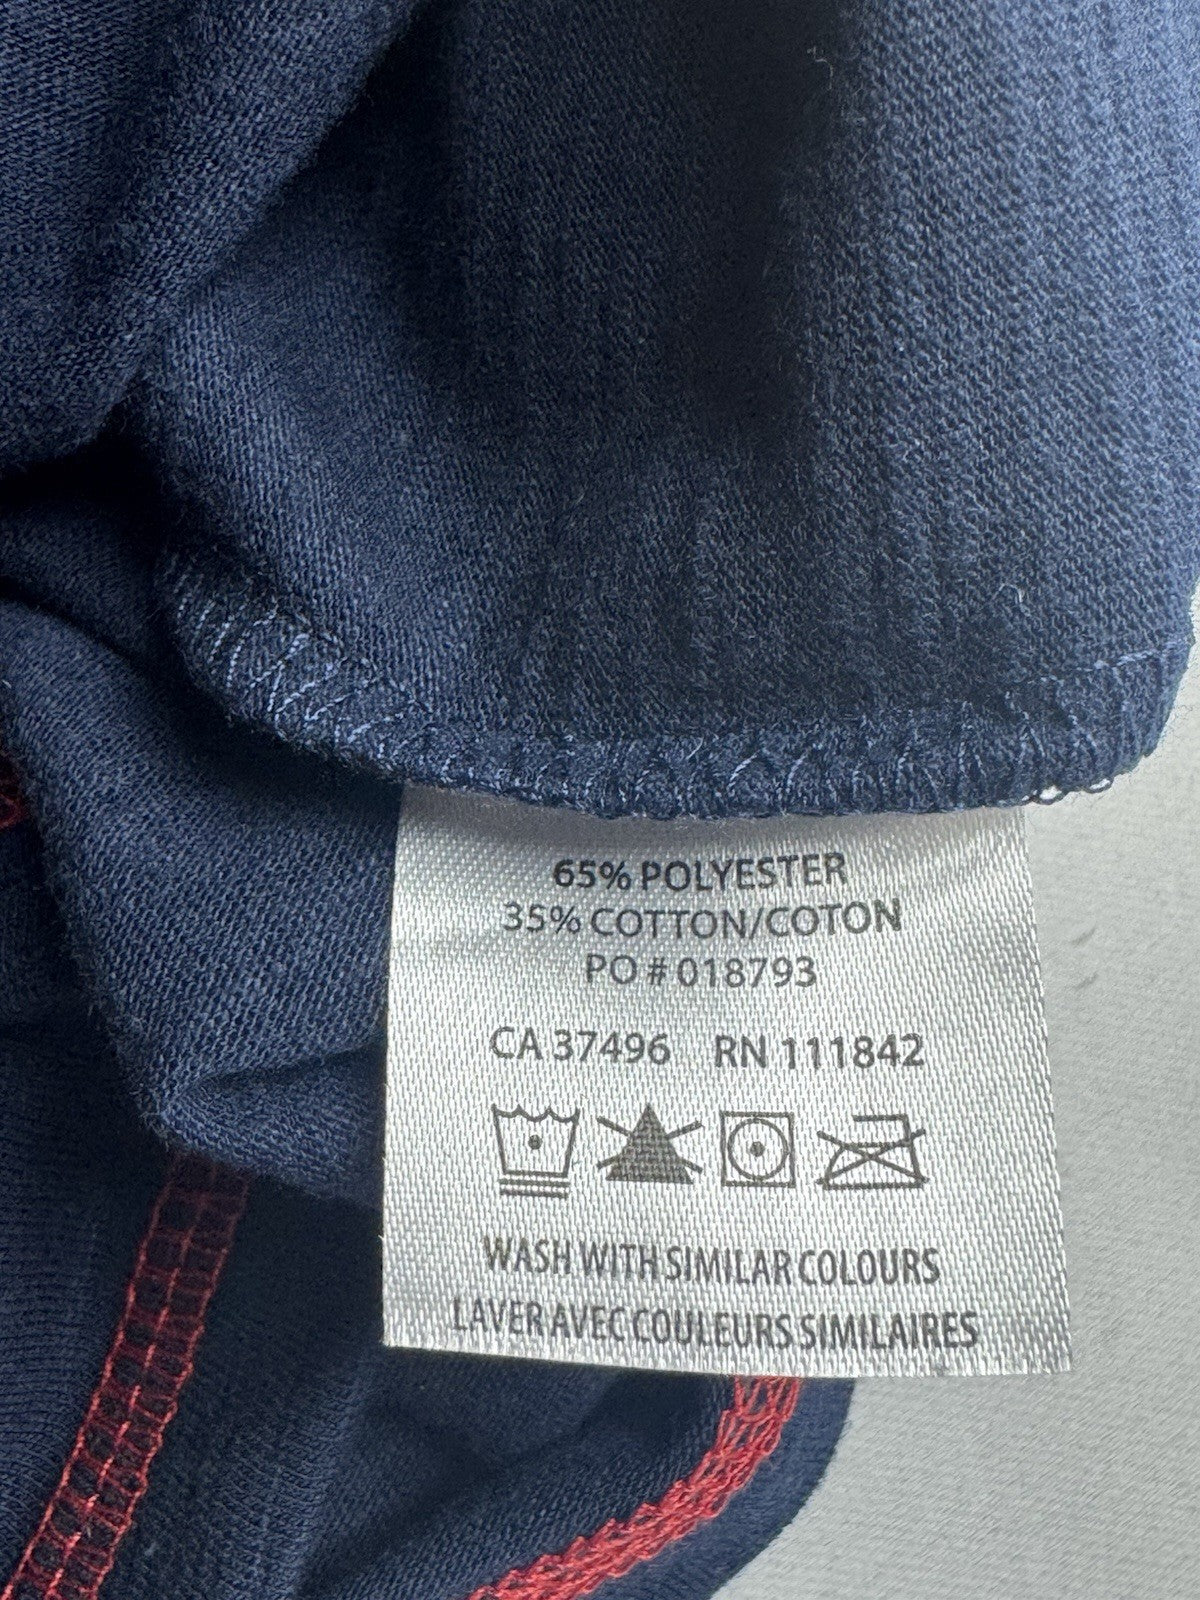 65% POLYESTER
35% COTTON/COTON
PO # 018793
CA 37496 RN 111842
WASH WITH SIMILAR COLOURS
LAVER AVEC COULEURS SIMILAIRES